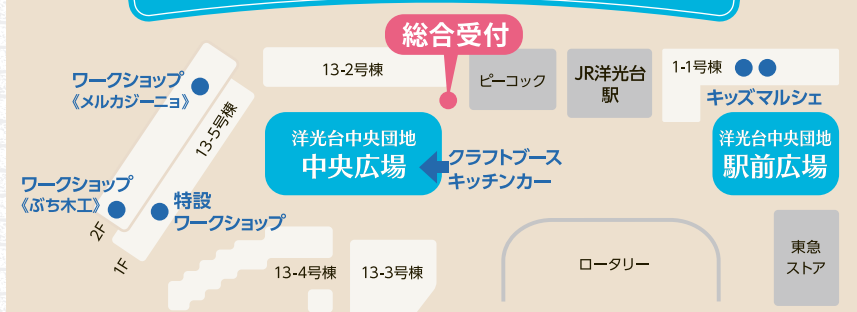 総合受付
13-2号棟
ピーコック
JR洋光台
駅
1-1号棟
キッズマルシェ
ワークショップ
《メルカジーニョ》
13-5号棟
洋光台中央団地
中央広場
クラフトブース
キッチンカー
洋光台中央団地
駅前広場
ワークショップ
《ぷち木工》
特設
ワークショップ
2F
1F
13-4号棟
13-3号棟
ロータリー
東急
ストア